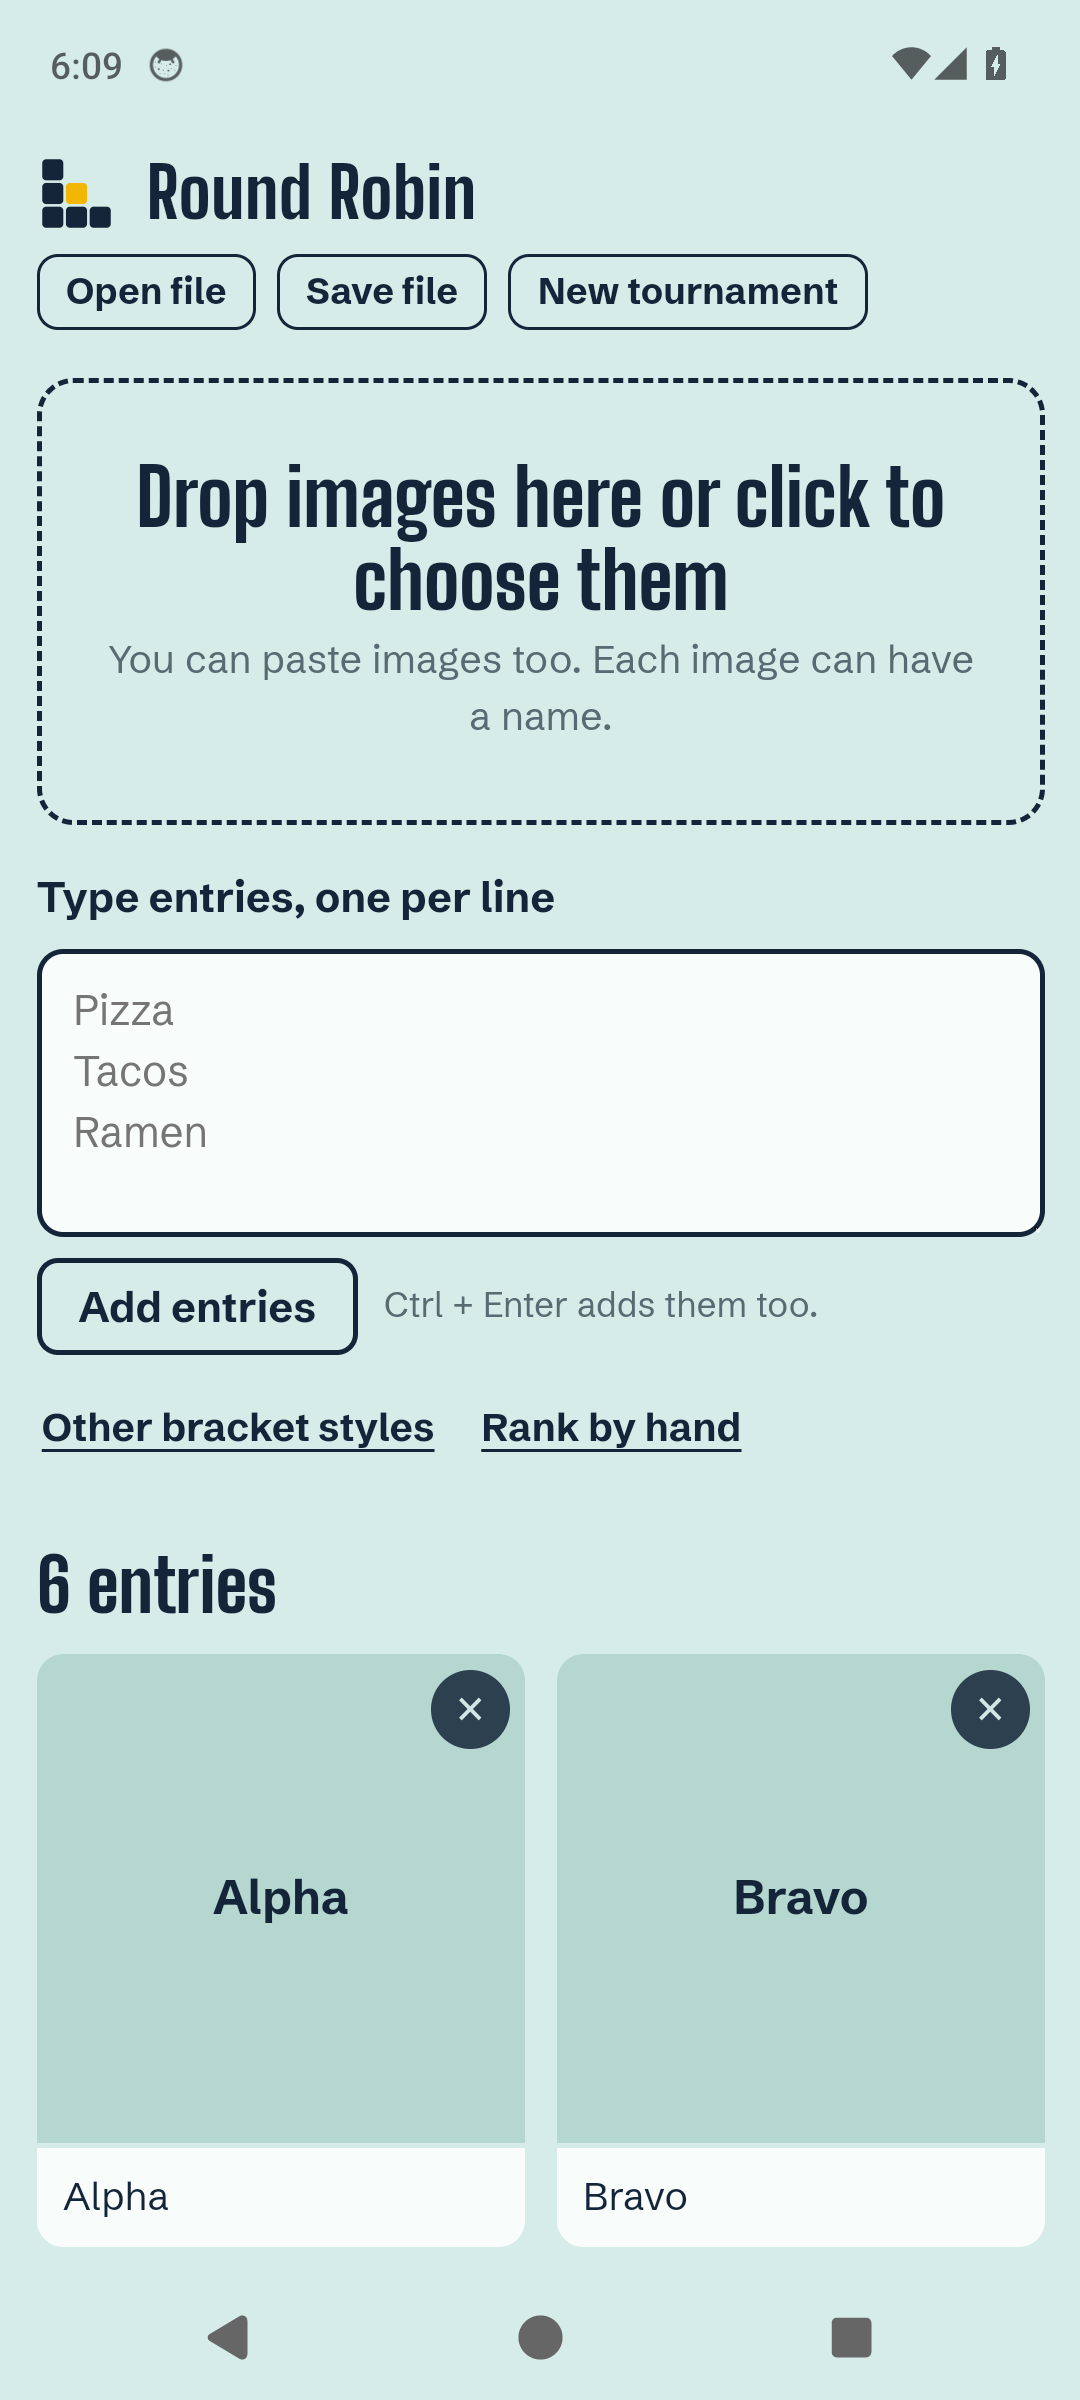 6:09
Round Robin
Open file
Save file
New tournament
Drop images here or click to
choose them
You can paste images too. Each image can have
a name.
Type entries, one per line
Pizza
Tacos
Ramen
Add entries
Ctrl + Enter adds them too.
Other bracket styles
Rank by hand
6 entries
Alpha
Bravo
Alpha
Bravo